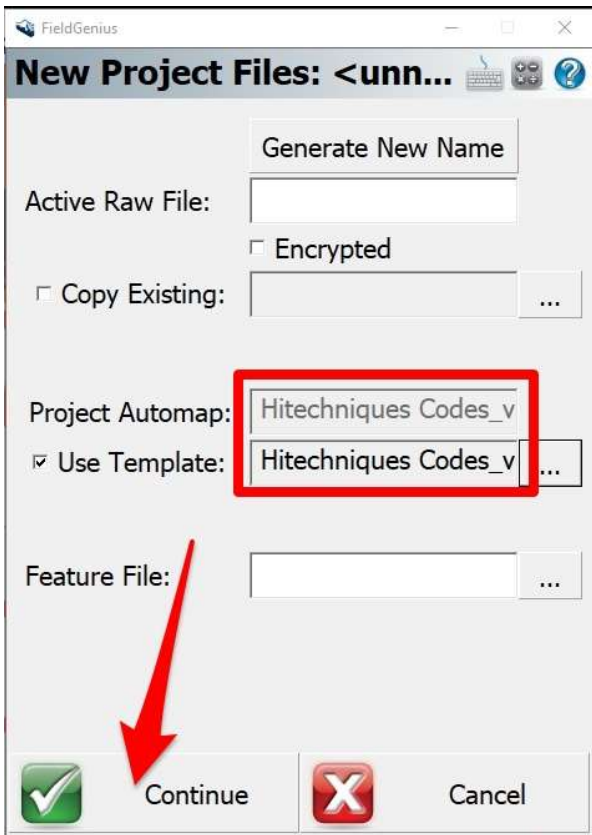 FieldGenius
New Project Files: <unn...
Generate New Name
Active Raw File:
Encrypted
Copy Existing:
...
Project Automap: Hitechniques Codes_v
Use Template: Hitechniques Codes_v ...
Feature File:
...
Continue
Cancel